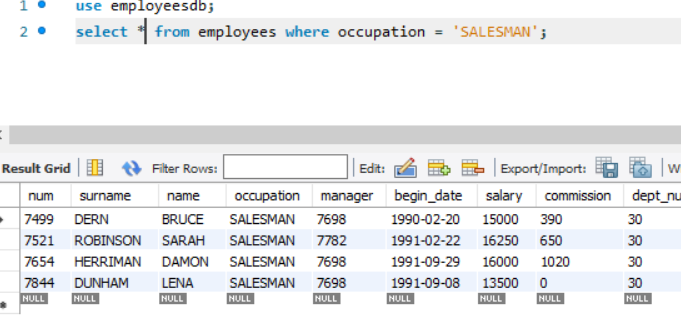 1 use employeesdb;
2 select * from employees where occupation = 'SALESMAN';
Result Grid Filter Rows: Edit: Export/Import: W
num surname name occupation manager begin_date salary commission dept_nu
7499 DERN BRUCE SALESMAN 7698 1990-02-20 15000 390 30
7521 ROBINSON SARAH SALESMAN 7782 1991-02-22 16250 650 30
7654 HERRIMAN DAMON SALESMAN 7698 1991-09-29 16000 1020 30
7844 DUNHAM LENA SALESMAN 7698 1991-09-08 13500 0 30
NULL NULL NULL NULL NULL NULL NULL NULL NULL